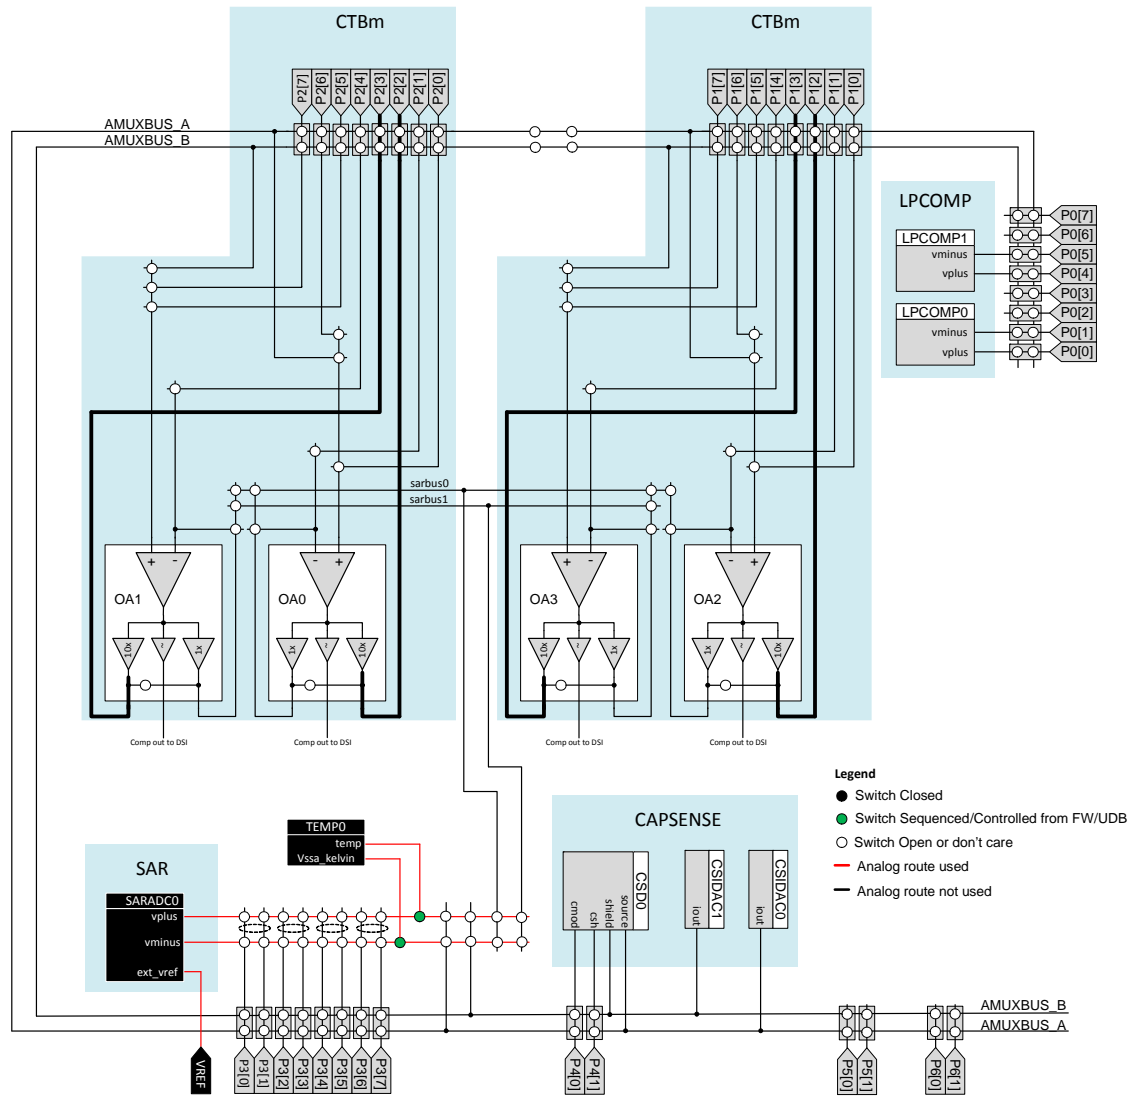 CTBm
CTBm
P2[7]
P2[6]
P2[5]
P2[4]
P2[3]
P2[2]
P2[1]
P2[0]
P1[7]
P1[6]
P1[5]
P1[4]
P1[3]
P1[2]
P1[1]
P1[0]
AMUXBUS_A
AMUXBUS_B
LPCOMP
LPCOMP1
vminus
vplus
LPCOMP0
vminus
vplus
P0[7]
P0[6]
P0[5]
P0[4]
P0[3]
P0[2]
P0[1]
P0[0]
sarbus0
sarbus1
+ -
OA1
10x
~
1x
- +
OA0
1x
~
10x
+ -
OA3
10x
~
1x
- +
OA2
1x
~
10x
Comp out to DSI
Comp out to DSI
Comp out to DSI
Comp out to DSI
Legend
Switch Closed
Switch Sequenced/Controlled from FW/UDB
Switch Open or don't care
Analog route used
Analog route not used
TEMP0
temp
Vssa_kelvin
SAR
SARADC0
vplus
vminus
ext_vref
VREF
CAPSENSE
CSD0
cmod
csh
shield
source
CSIDAC1
iout
CSIDAC0
iout
AMUXBUS_B
AMUXBUS_A
P3[0]
P3[1]
P3[2]
P3[3]
P3[4]
P3[5]
P3[6]
P3[7]
P4[0]
P4[1]
P5[0]
P5[1]
P6[0]
P6[1]